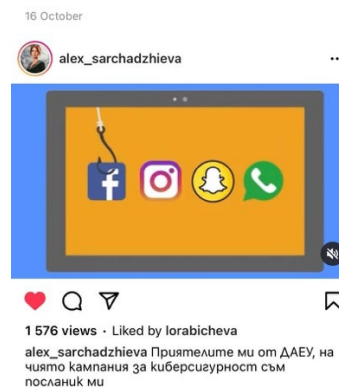 16 October
alex_sarchadzhieva
1 576 views · Liked by lorabicheva
alex_sarchadzhieva Приятелите ми от ДАЕУ, на
чиято кампания за киберсигурност съм
посланик ми